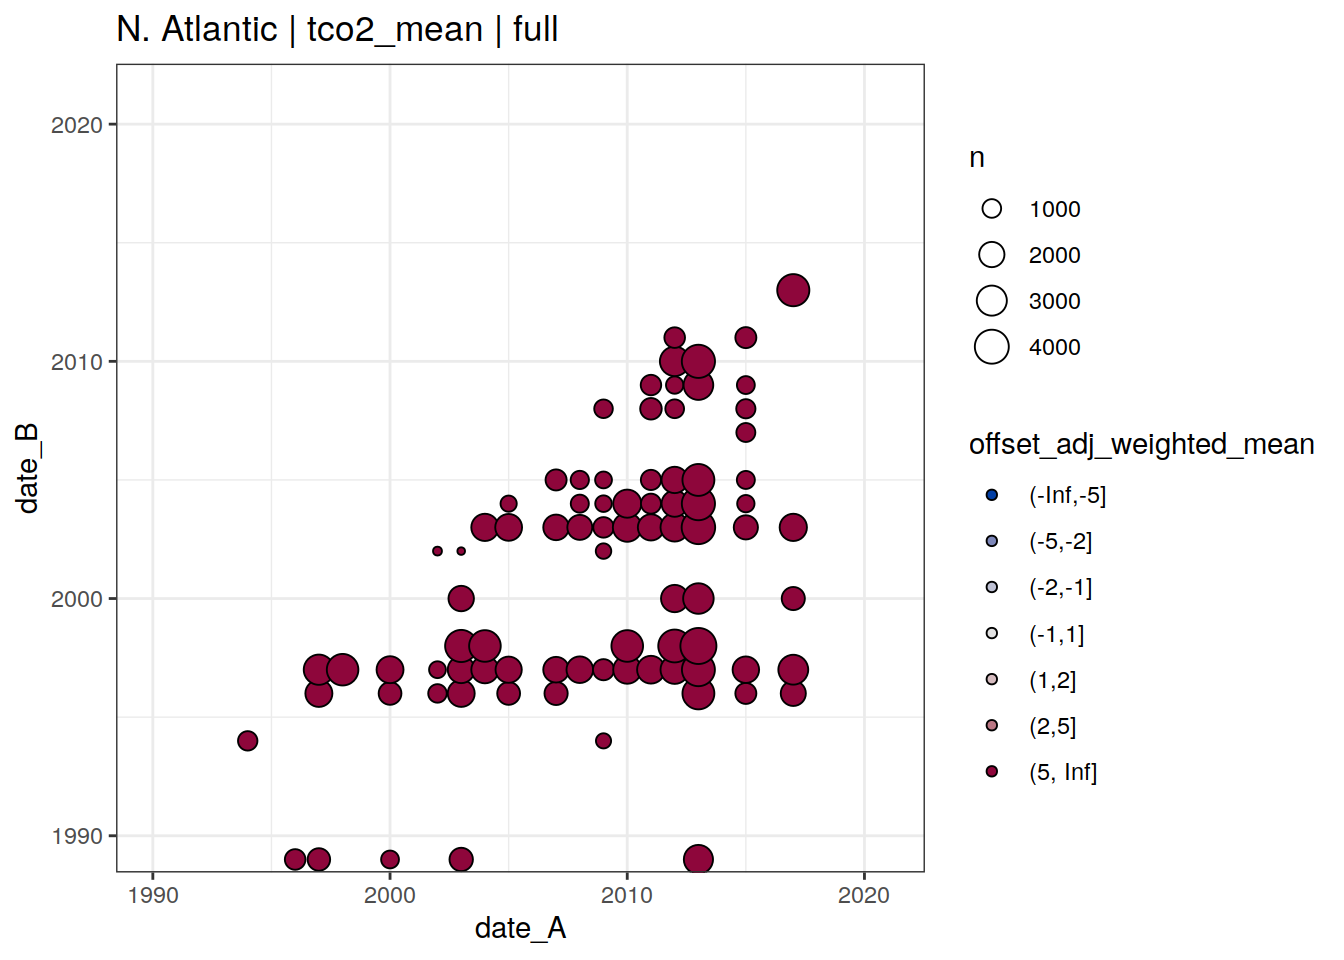 N. Atlantic | tco2_mean | full
2020
2010
2000
1990
date_B
1990 2000 2010 2020
date_A
n
1000
2000
3000
4000
offset_adj_weighted_mean
(-Inf,-5]
(-5,-2]
(-2,-1]
(-1,1]
(1,2]
(2,5]
(5, Inf]